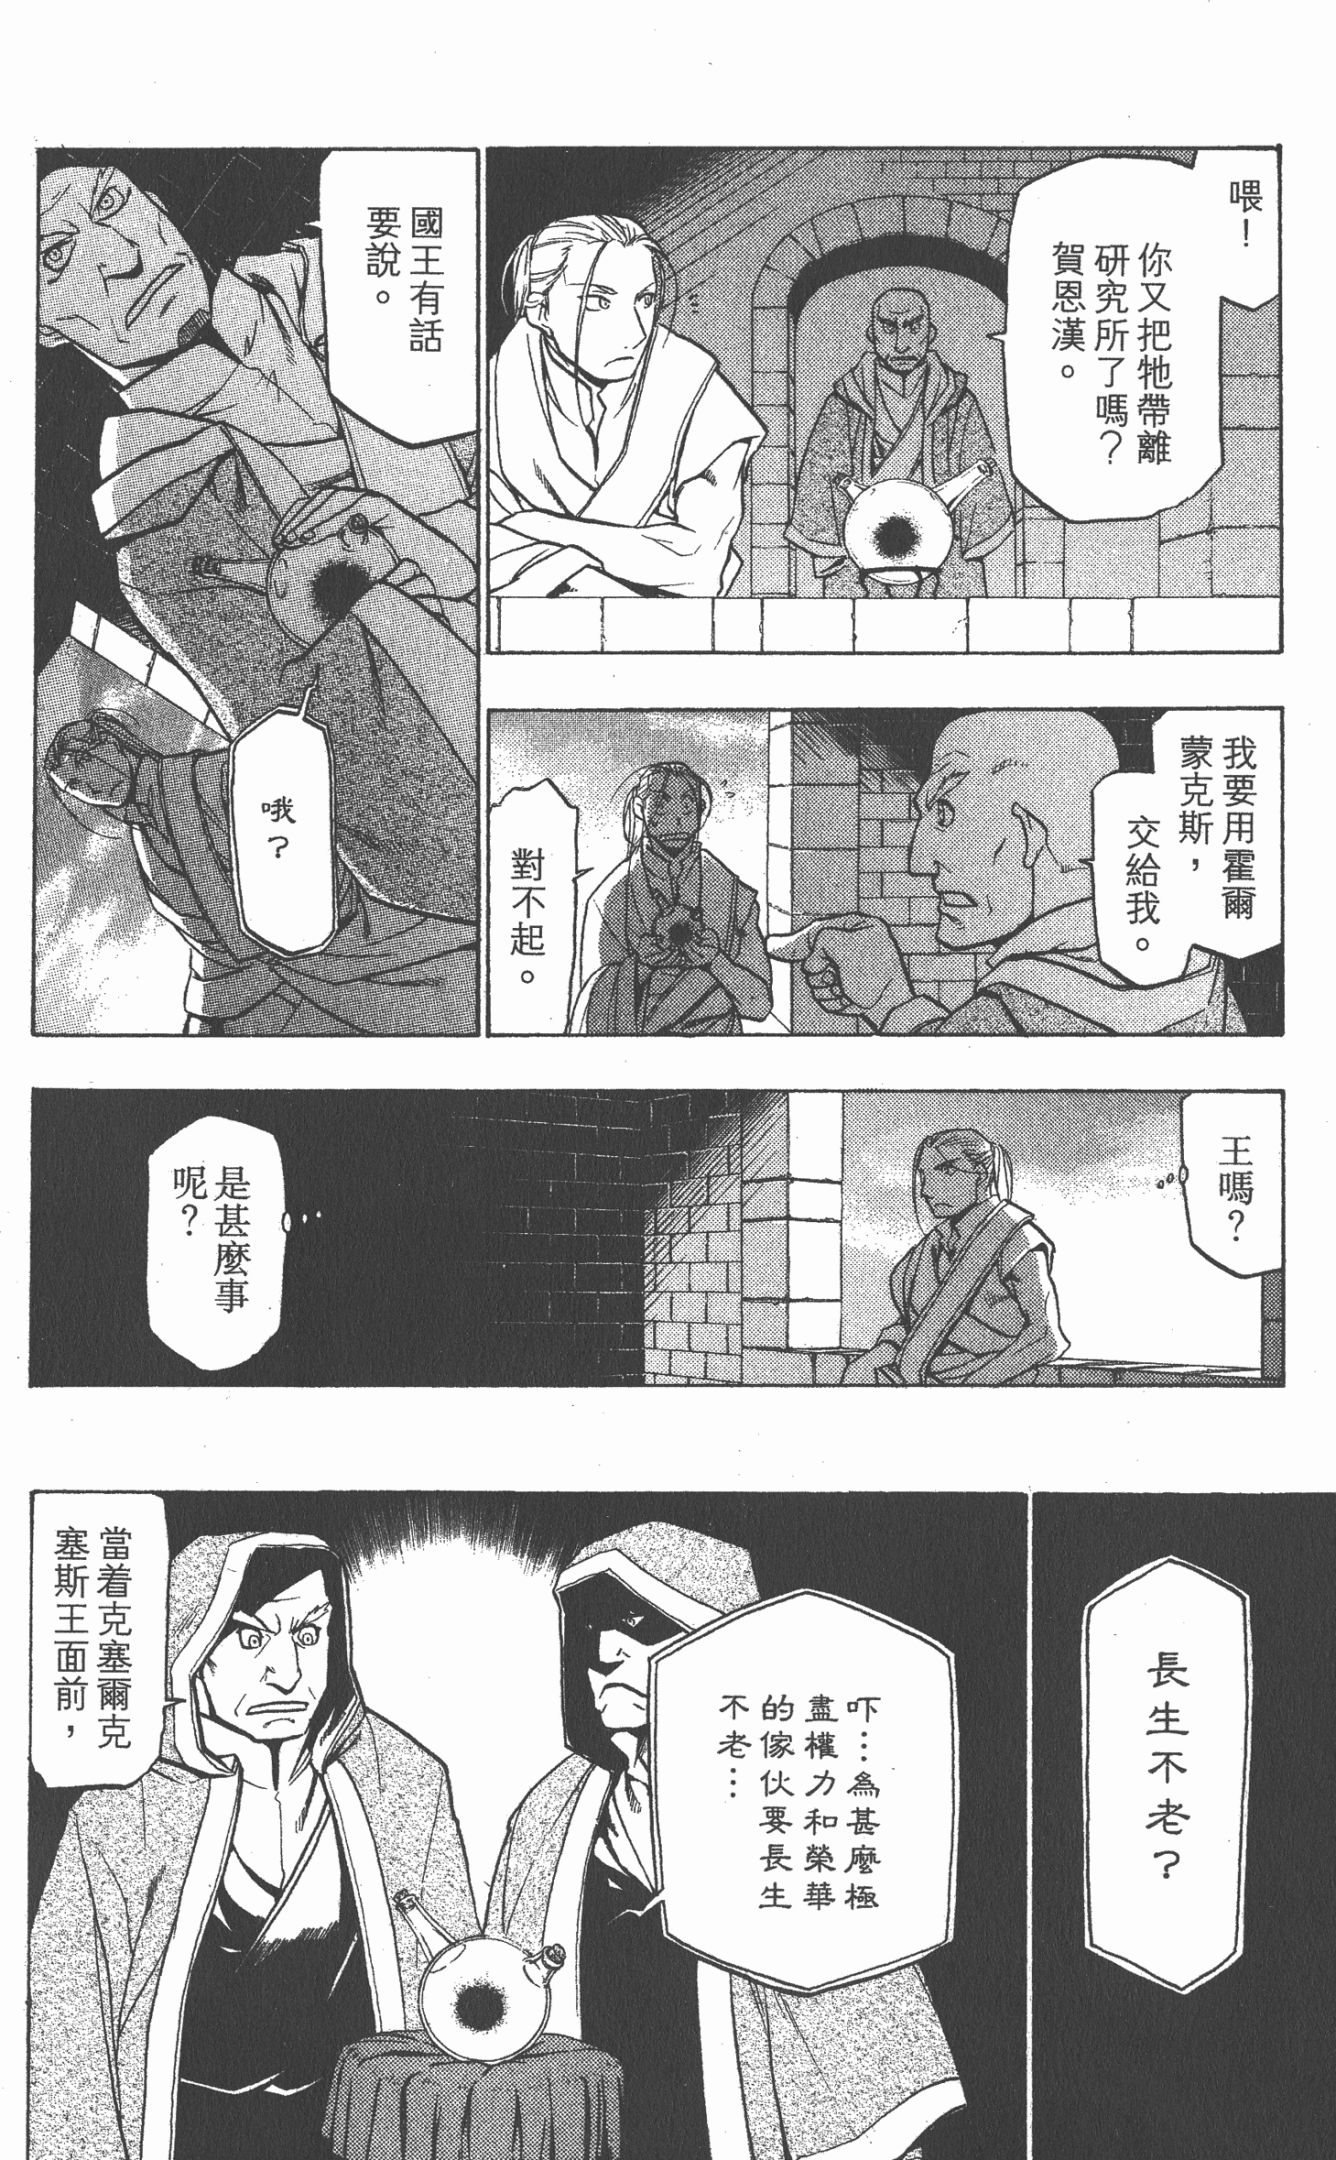 喂！
你又把牠帶離
研究所了嗎？
賀恩漢。
我要用霍爾
蒙克斯，
交給我。
對不起。
國王有話
要說。
哦？
王嗎？
是甚麼事
呢？
長生不老？
吓…為甚麼極
盡權力和榮華
的傢伙要長生
不老…
當着克塞爾克
塞斯王面前，